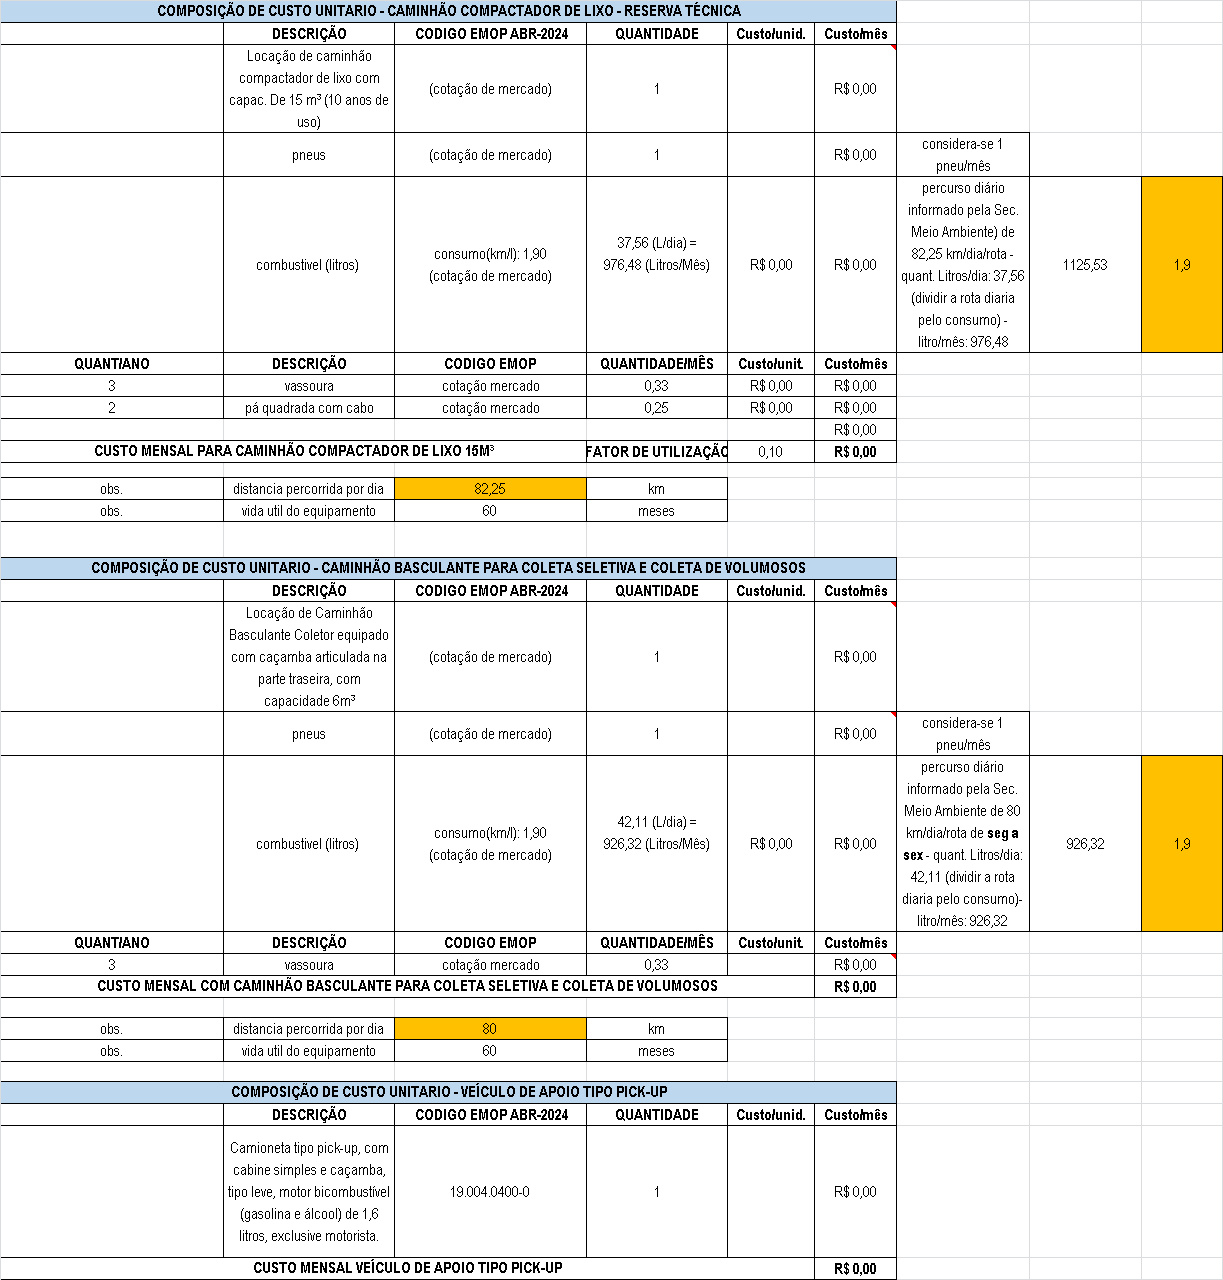 COMPOSIÇÃO DE CUSTO UNITARIO - CAMINHÃO COMPACTADOR DE LIXO - RESERVA TÉCNICA
DESCRIÇÃO CODIGO EMOP ABR-2024 QUANTIDADE Custo/unid. Custo/mês
Locação de caminhão
compactador de lixo com
capac. De 15 m³ (10 anos de
uso)
(cotação de mercado) 1 R$ 0,00
pneus (cotação de mercado) 1 R$ 0,00
considera-se 1
pneu/mês
combustivel (litros)
consumo(km/l): 1,90
(cotação de mercado)
37,56 (L/dia) =
976,48 (Litros/Mês)
R$ 0,00 R$ 0,00
percurso diário
informado pela Sec.
Meio Ambiente) de
82,25 km/dia/rota -
quant. Litros/dia: 37,56
(dividir a rota diaria
pelo consumo) -
litro/mês: 976,48
1125,53 1,9
QUANT/ANO DESCRIÇÃO CODIGO EMOP QUANTIDADE/MÊS Custo/unit. Custo/mês
3 vassoura cotação mercado 0,33 R$ 0,00 R$ 0,00
2 pá quadrada com cabo cotação mercado 0,25 R$ 0,00 R$ 0,00
R$ 0,00
CUSTO MENSAL PARA CAMINHÃO COMPACTADOR DE LIXO 15M³ FATOR DE UTILIZAÇÃO 0,10 R$ 0,00
obs. distancia percorrida por dia 82,25 km
obs. vida util do equipamento 60 meses
COMPOSIÇÃO DE CUSTO UNITARIO - CAMINHÃO BASCULANTE PARA COLETA SELETIVA E COLETA DE VOLUMOSOS
DESCRIÇÃO CODIGO EMOP ABR-2024 QUANTIDADE Custo/unid. Custo/mês
Locação de Caminhão
Basculante Coletor equipado
com caçamba articulada na
parte traseira, com
capacidade 6m³
(cotação de mercado) 1 R$ 0,00
pneus (cotação de mercado) 1 R$ 0,00
considera-se 1
pneu/mês
combustivel (litros)
consumo(km/l): 1,90
(cotação de mercado)
42,11 (L/dia) =
926,32 (Litros/Mês)
R$ 0,00 R$ 0,00
percurso diário
informado pela Sec.
Meio Ambiente de 80
km/dia/rota de seg a
sex - quant. Litros/dia:
42,11 (dividir a rota
diaria pelo consumo)-
litro/mês: 926,32
926,32 1,9
QUANT/ANO DESCRIÇÃO CODIGO EMOP QUANTIDADE/MÊS Custo/unit. Custo/mês
3 vassoura cotação mercado 0,33 R$ 0,00
CUSTO MENSAL COM CAMINHÃO BASCULANTE PARA COLETA SELETIVA E COLETA DE VOLUMOSOS R$ 0,00
obs. distancia percorrida por dia 80 km
obs. vida util do equipamento 60 meses
COMPOSIÇÃO DE CUSTO UNITARIO - VEÍCULO DE APOIO TIPO PICK-UP
DESCRIÇÃO CODIGO EMOP ABR-2024 QUANTIDADE Custo/unid. Custo/mês
Camioneta tipo pick-up, com
cabine simples e caçamba,
tipo leve, motor bicombustível
(gasolina e álcool) de 1,6
litros, exclusive motorista.
19.004.0400-0 1 R$ 0,00
CUSTO MENSAL VEÍCULO DE APOIO TIPO PICK-UP R$ 0,00